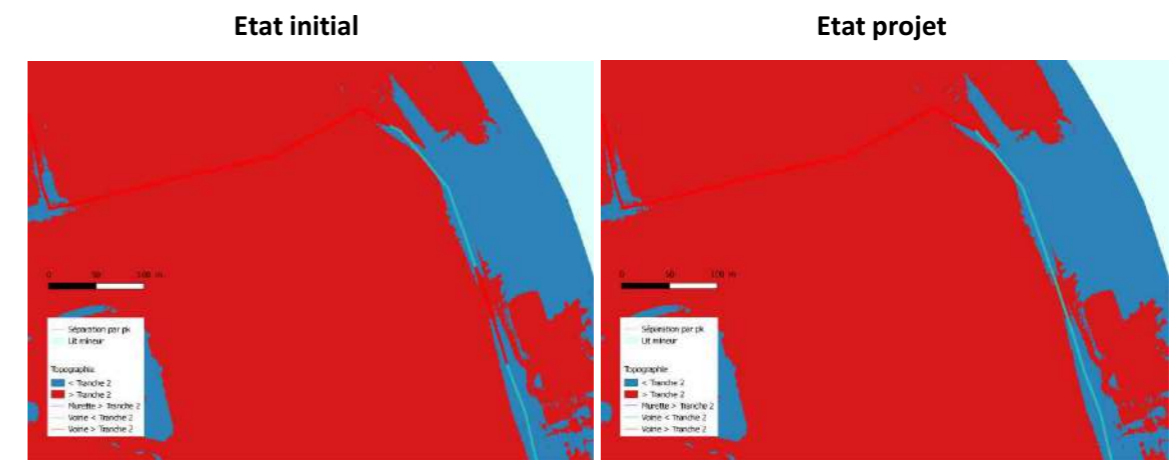 Etat initial
Etat projet
0 50 100 m
Séparation par pk
Lit mineur
Topographie
< Tranche 2
> Tranche 2
Murette > Tranche 2
Voirie < Tranche 2
Voirie > Tranche 2
0 50 100 m
Séparation par pk
Lit mineur
Topographie
< Tranche 2
> Tranche 2
Murette > Tranche 2
Voirie < Tranche 2
Voirie > Tranche 2